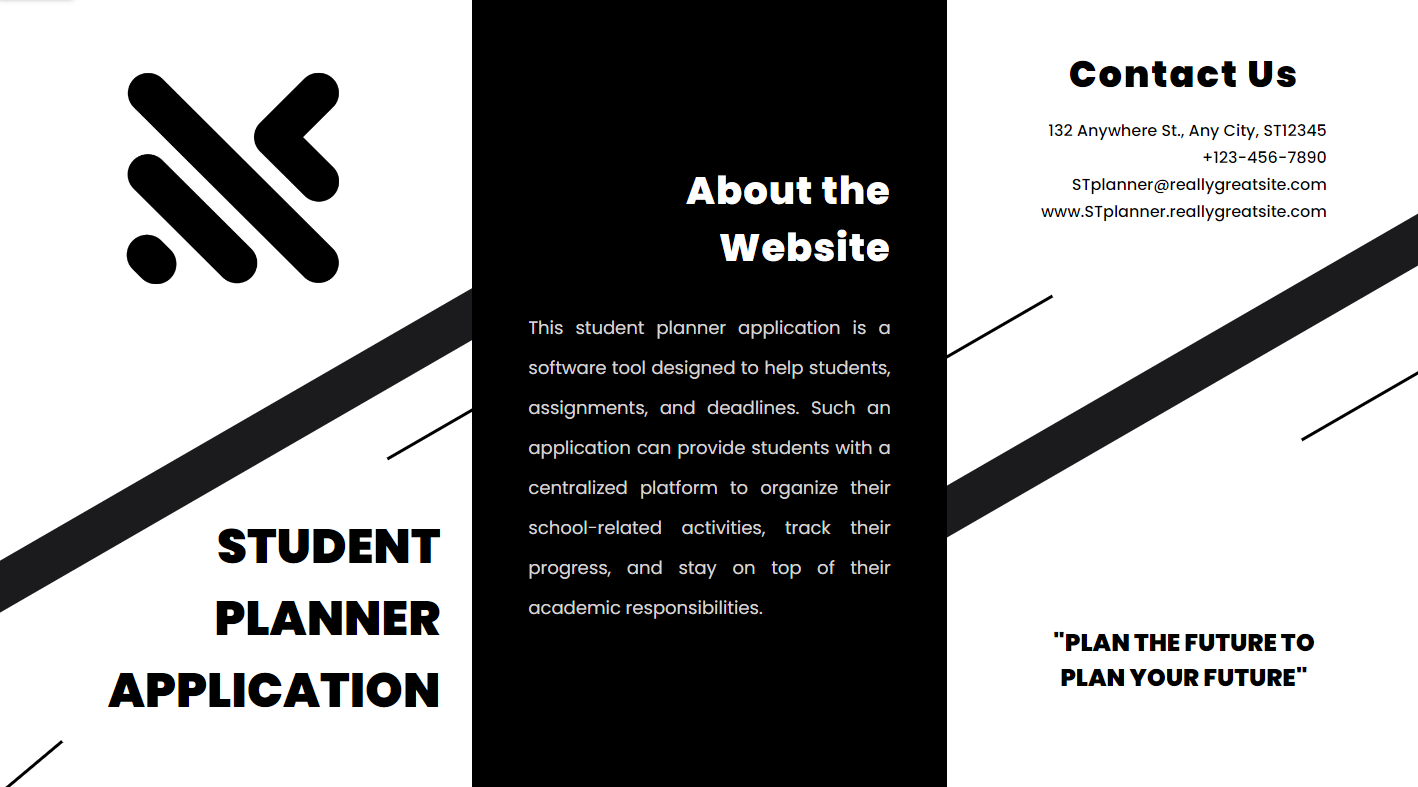 STUDENT
PLANNER
APPLICATION
About the
Website
This student planner application is a
software tool designed to help students,
assignments, and deadlines. Such an
application can provide students with a
centralized platform to organize their
school-related activities, track their
progress, and stay on top of their
academic responsibilities.
Contact Us
132 Anywhere St., Any City, ST12345
+123-456-7890
STplanner@reallygreatsite.com
www.STplanner.reallygreatsite.com
"PLAN THE FUTURE TO
PLAN YOUR FUTURE"